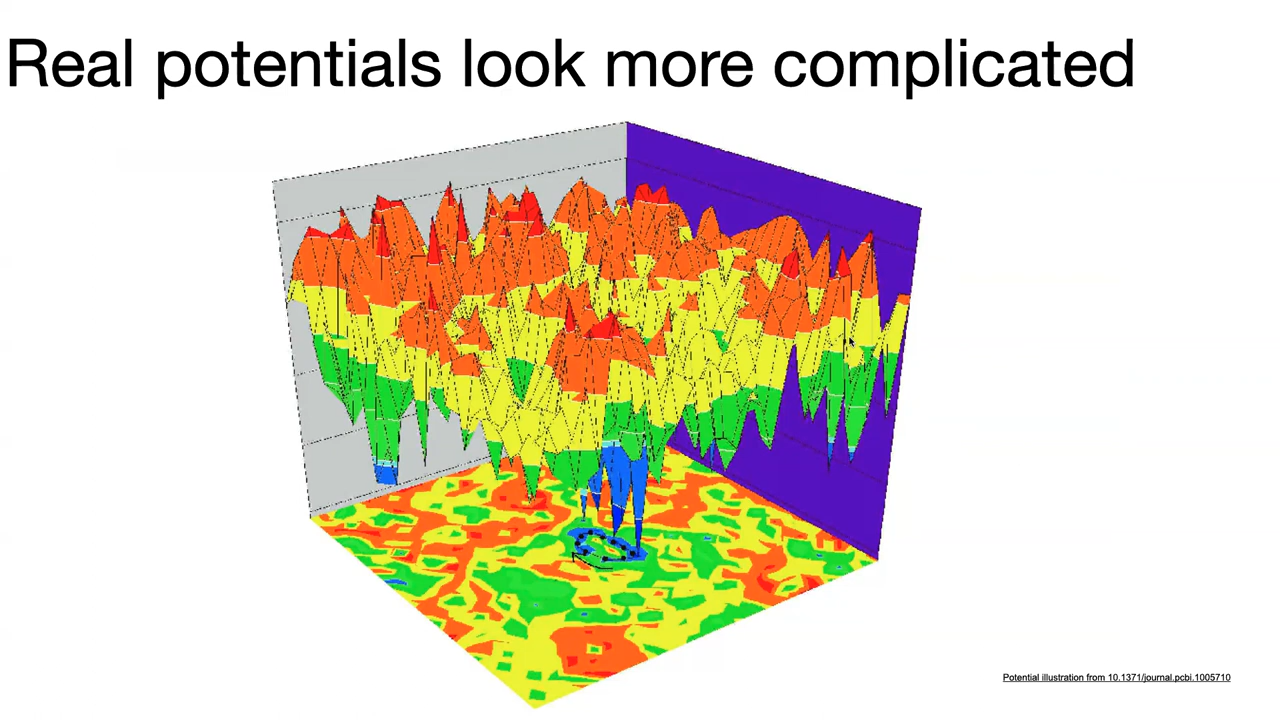 Real potentials look more complicated
Potential illustration from 10.1371/journal.pcbi.1005710